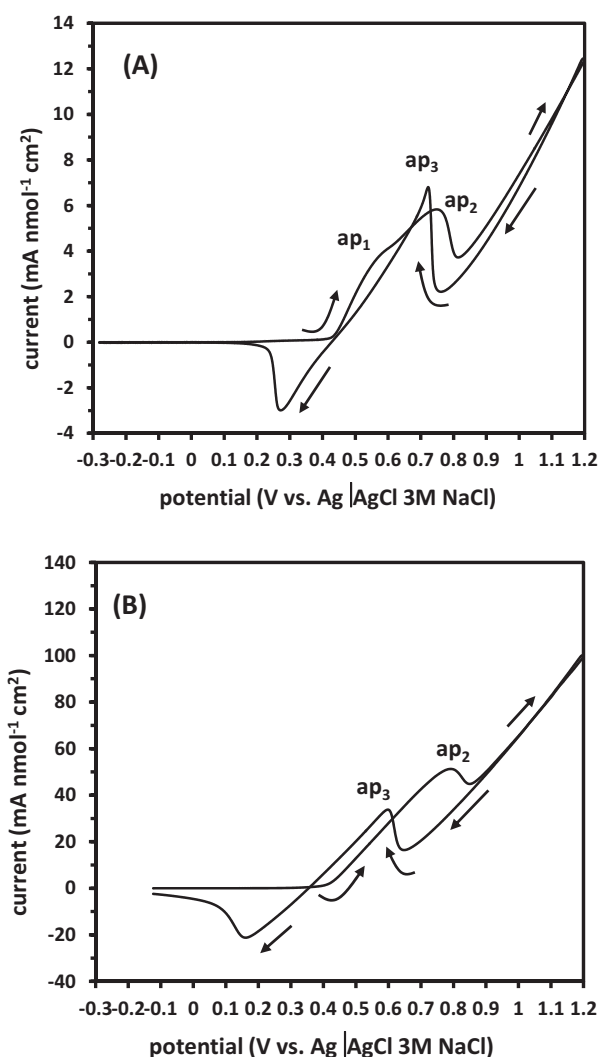 (A)
14
12
10
8
6
4
2
0
-2
-4
current (mA nmol⁻¹ cm²)
ap₁
ap₃
ap₂
-0.3-0.2-0.1 0 0.1 0.2 0.3 0.4 0.5 0.6 0.7 0.8 0.9 1 1.1 1.2
potential (V vs. Ag |AgCl 3M NaCl)
(B)
140
120
100
80
60
40
20
0
-20
-40
current (mA nmol⁻¹ cm²)
ap₃
ap₂
-0.3-0.2-0.1 0 0.1 0.2 0.3 0.4 0.5 0.6 0.7 0.8 0.9 1 1.1 1.2
potential (V vs. Ag |AgCl 3M NaCl)